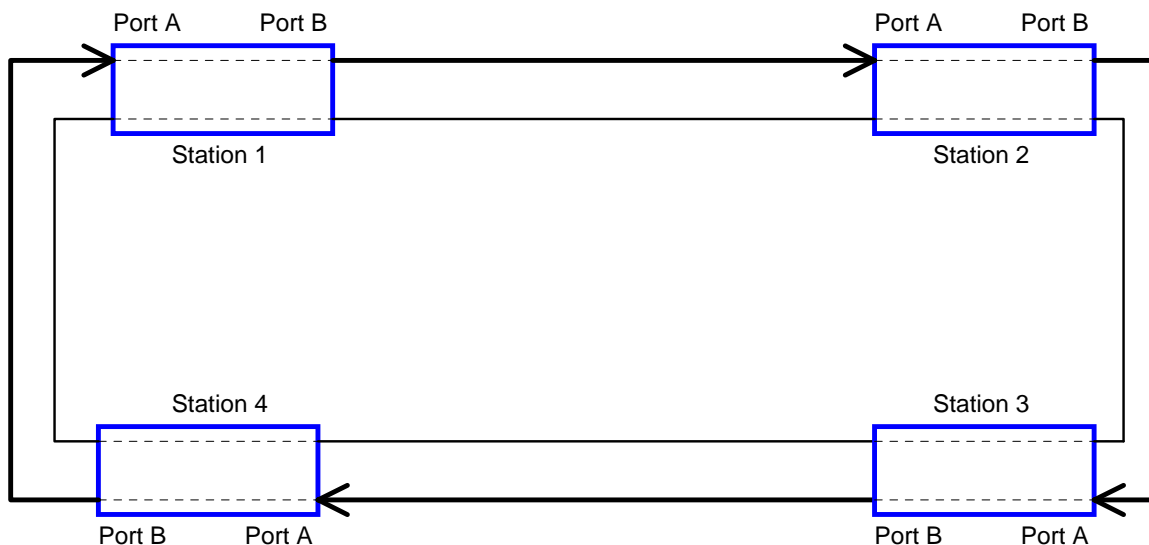 Port A Port B Port A Port B
Station 1 Station 2
Station 4 Station 3
Port B Port A Port B Port A